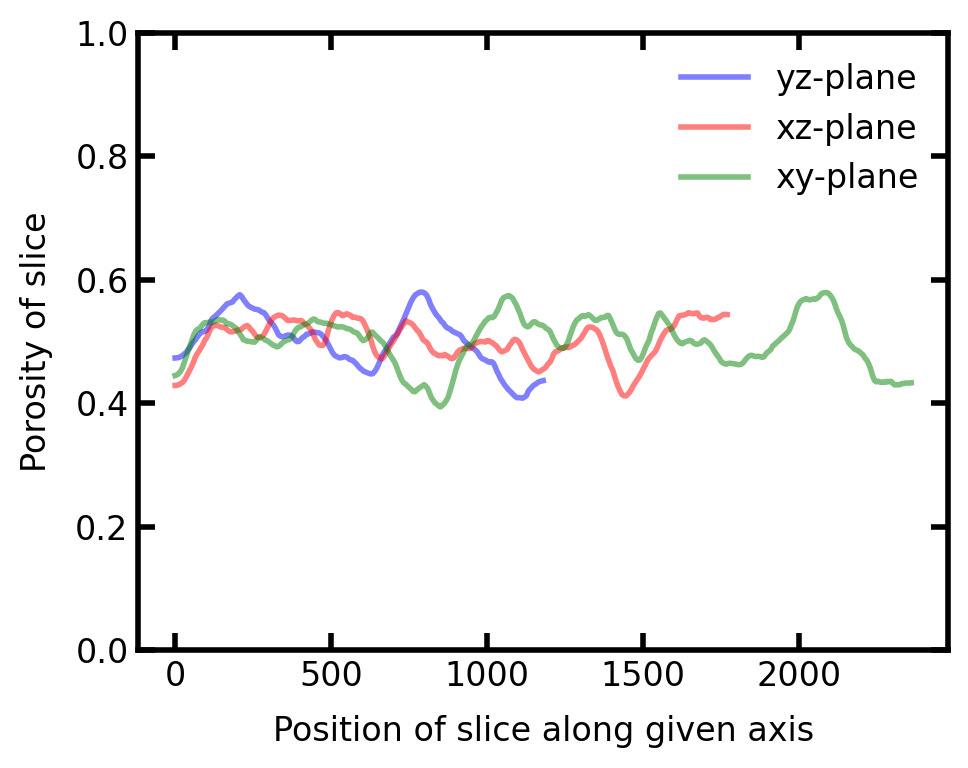 1.0
0.8
0.6
0.4
0.2
0.0
Porosity of slice
yz-plane
xz-plane
xy-plane
0 500 1000 1500 2000
Position of slice along given axis